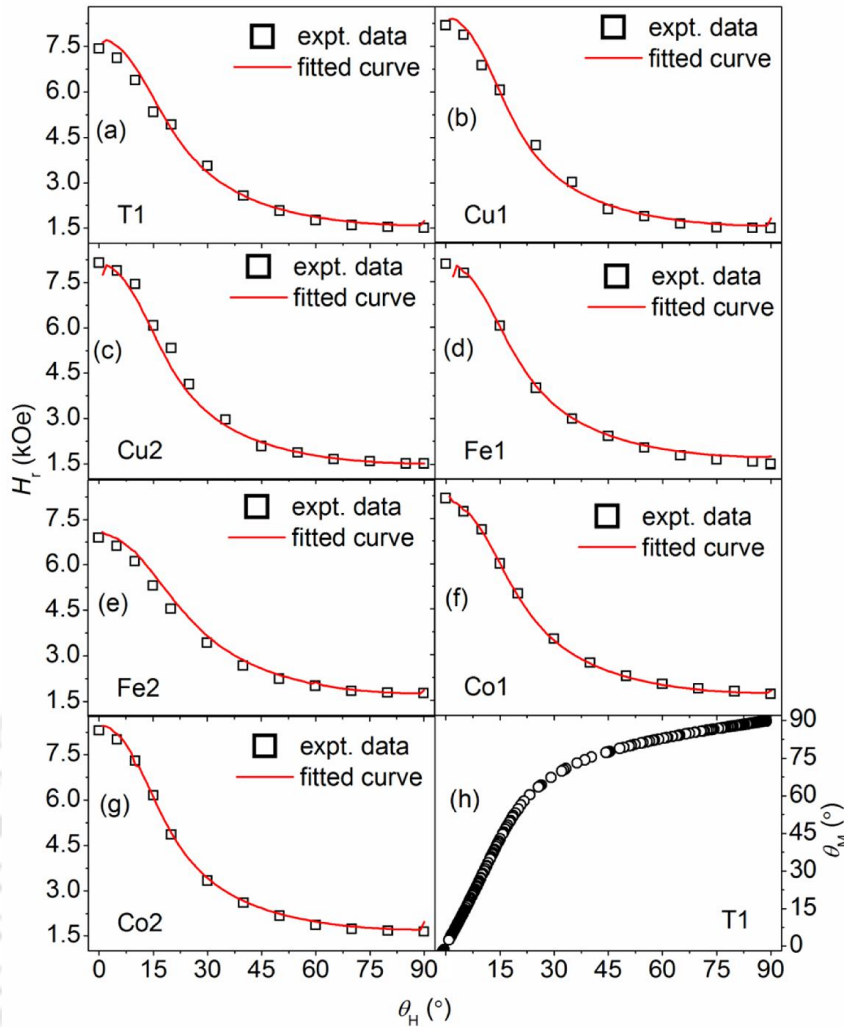 7.5
6.0
4.5
3.0
1.5
expt. data
fitted curve
(a)
T1
expt. data
fitted curve
(b)
Cu1
7.5
6.0
4.5
3.0
1.5
expt. data
fitted curve
(c)
Cu2
expt. data
fitted curve
(d)
Fe1
H_r (kOe)
7.5
6.0
4.5
3.0
1.5
expt. data
fitted curve
(e)
Fe2
expt. data
fitted curve
(f)
Co1
7.5
6.0
4.5
3.0
1.5
expt. data
fitted curve
(g)
Co2
(h)
T1
90
75
60
45
30
15
0
θ_M (°)
0 15 30 45 60 75 90
0 15 30 45 60 75 90
θ_H (°)